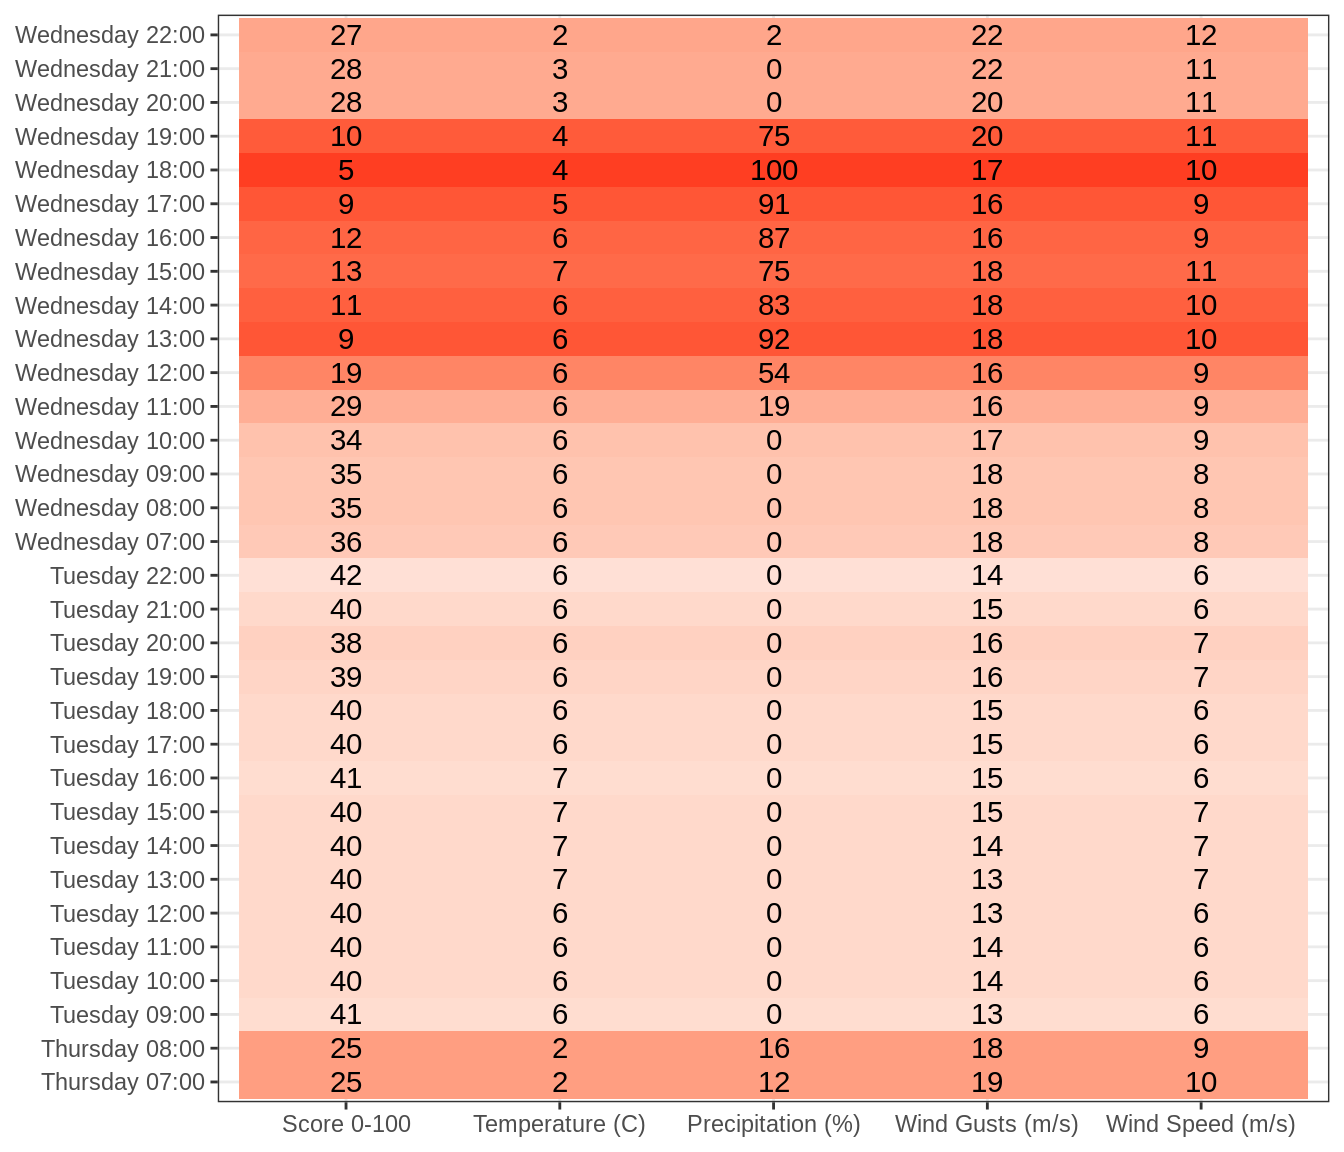 Wednesday 22:00 27 2 2 22 12
Wednesday 21:00 28 3 0 22 11
Wednesday 20:00 28 3 0 20 11
Wednesday 19:00 10 4 75 20 11
Wednesday 18:00 5 4 100 17 10
Wednesday 17:00 9 5 91 16 9
Wednesday 16:00 12 6 87 16 9
Wednesday 15:00 13 7 75 18 11
Wednesday 14:00 11 6 83 18 10
Wednesday 13:00 9 6 92 18 10
Wednesday 12:00 19 6 54 16 9
Wednesday 11:00 29 6 19 16 9
Wednesday 10:00 34 6 0 17 9
Wednesday 09:00 35 6 0 18 8
Wednesday 08:00 35 6 0 18 8
Wednesday 07:00 36 6 0 18 8
Tuesday 22:00 42 6 0 14 6
Tuesday 21:00 40 6 0 15 6
Tuesday 20:00 38 6 0 16 7
Tuesday 19:00 39 6 0 16 7
Tuesday 18:00 40 6 0 15 6
Tuesday 17:00 40 6 0 15 6
Tuesday 16:00 41 7 0 15 6
Tuesday 15:00 40 7 0 15 7
Tuesday 14:00 40 7 0 14 7
Tuesday 13:00 40 7 0 13 7
Tuesday 12:00 40 6 0 13 6
Tuesday 11:00 40 6 0 14 6
Tuesday 10:00 40 6 0 14 6
Tuesday 09:00 41 6 0 13 6
Thursday 08:00 25 2 16 18 9
Thursday 07:00 25 2 12 19 10
Score 0-100 Temperature (C) Precipitation (%) Wind Gusts (m/s) Wind Speed (m/s)